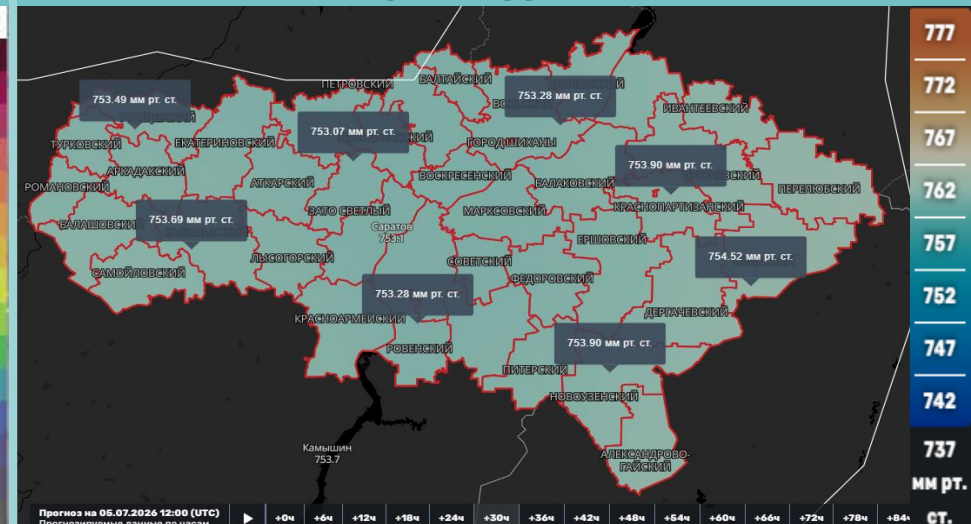 777
772
767
762
757
752
747
742
737
мм рт.
ст.
ПЕТРОВСКИЙ
БАЛТАЙСКИЙ
753.49 мм рт. ст.
753.28 мм рт. ст.
ИВАНТЕЕВСКИЙ
753.07 мм рт. ст.
ТУРКОВСКИЙ
ЕКАТЕРИНОВСКИЙ
ГОРОД ШИХАНЫ
753.90 мм рт. ст.
АРКАДАКСКИЙ
АТКАРСКИЙ
ВОСКРЕСЕНСКИЙ
БАЛАКОВСКИЙ
ПЕРЕЛЮБСКИЙ
РОМАНОВСКИЙ
ЗАТО СВЕТЛЫЙ
МАРКСОВСКИЙ
КРАСНОПАРТИЗАНСКИЙ
БАЛАШОВСКИЙ
753.69 мм рт. ст.
Саратов
753.1
ЕРШОВСКИЙ
ЛЫСОГОРСКИЙ
СОВЕТСКИЙ
754.52 мм рт. ст.
САМОЙЛОВСКИЙ
ФЕДОРОВСКИЙ
753.28 мм рт. ст.
КРАСНОАРМЕЙСКИЙ
ДЕРГАЧЕВСКИЙ
РОВЕНСКИЙ
753.90 мм рт. ст.
ПИТЕРСКИЙ
НОВОУЗЕНСКИЙ
Камышин
753.7
АЛЕКСАНДРОВО-
ГАЙСКИЙ
Прогноз на 05.07.2026 12:00 (UTC)
Прогнозируемые данные по часам
+0ч +6ч +12ч +18ч +24ч +30ч +36ч +42ч +48ч +54ч +60ч +66ч +72ч +78ч +84ч